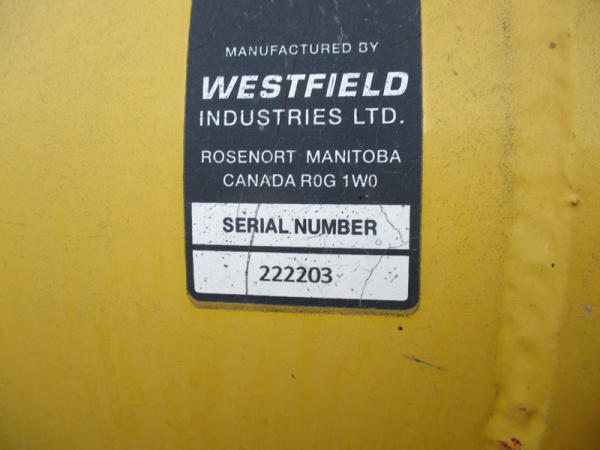 MANUFACTURED BY
WESTFIELD
INDUSTRIES LTD.
ROSENORT MANITOBA
CANADA R0G 1W0
SERIAL NUMBER
222203